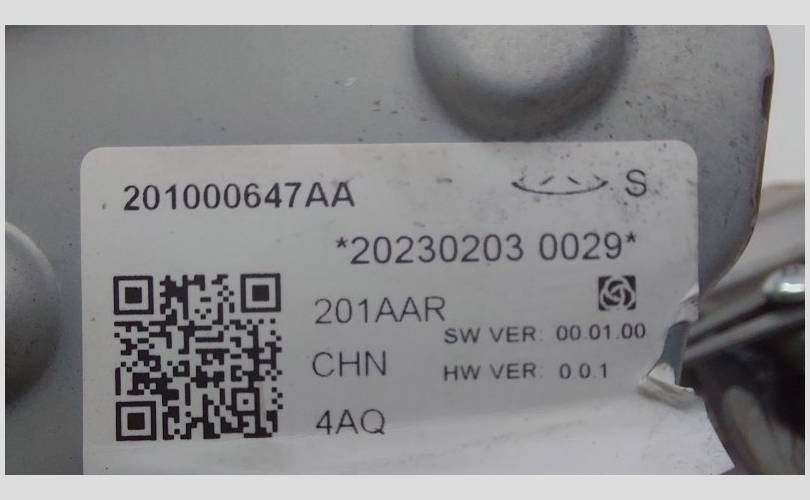 201000647AA
S
*20230203 0029*
201AAR
SW VER: 00.01.00
CHN
HW VER: 0 0.1
4AQ